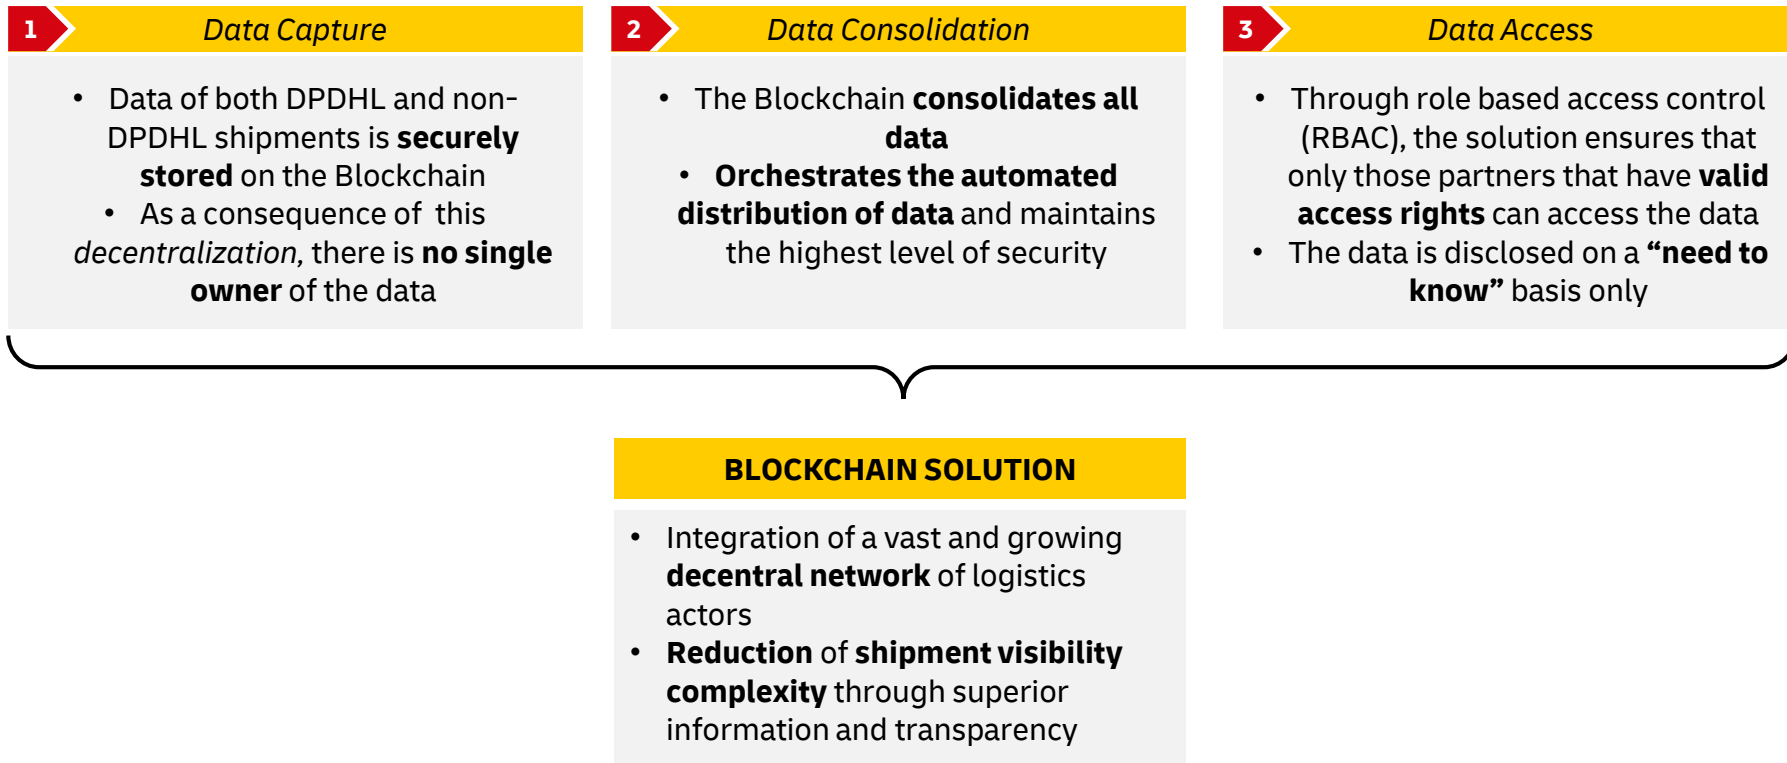 1
Data Capture
• Data of both DPDHL and non-
DPDHL shipments is securely
stored on the Blockchain
• As a consequence of this
decentralization, there is no single
owner of the data
2
Data Consolidation
• The Blockchain consolidates all
data
• Orchestrates the automated
distribution of data and maintains
the highest level of security
3
Data Access
• Through role based access control
(RBAC), the solution ensures that
only those partners that have valid
access rights can access the data
• The data is disclosed on a “need to
know” basis only
BLOCKCHAIN SOLUTION
• Integration of a vast and growing
decentral network of logistics
actors
• Reduction of shipment visibility
complexity through superior
information and transparency